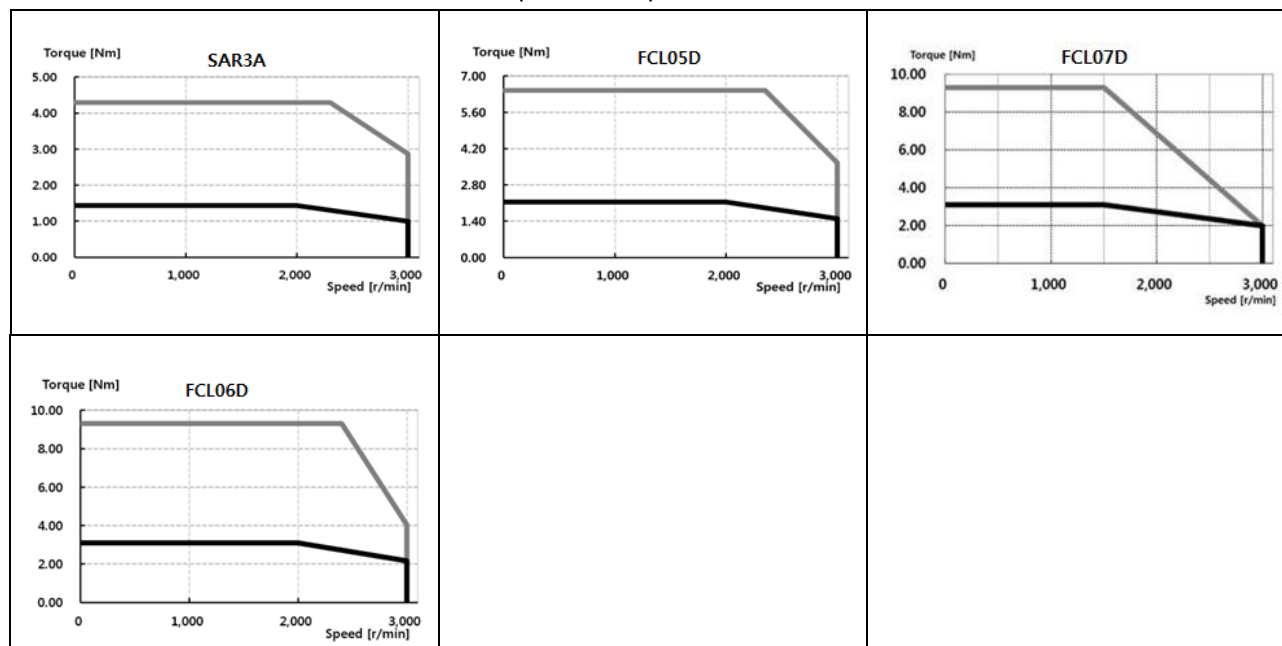 Torque [Nm]
SAR3A
5.00
4.00
3.00
2.00
1.00
0.00
0 1,000 2,000 3,000
Speed [r/min]
Torque [Nm]
FCL05D
7.00
5.60
4.20
2.80
1.40
0.00
0 1,000 2,000 3,000
Speed [r/min]
Torque [Nm]
FCL07D
10.00
8.00
6.00
4.00
2.00
0.00
0 1,000 2,000 3,000
Speed [r/min]
Torque [Nm]
FCL06D
10.00
8.00
6.00
4.00
2.00
0.00
0 1,000 2,000 3,000
Speed [r/min]